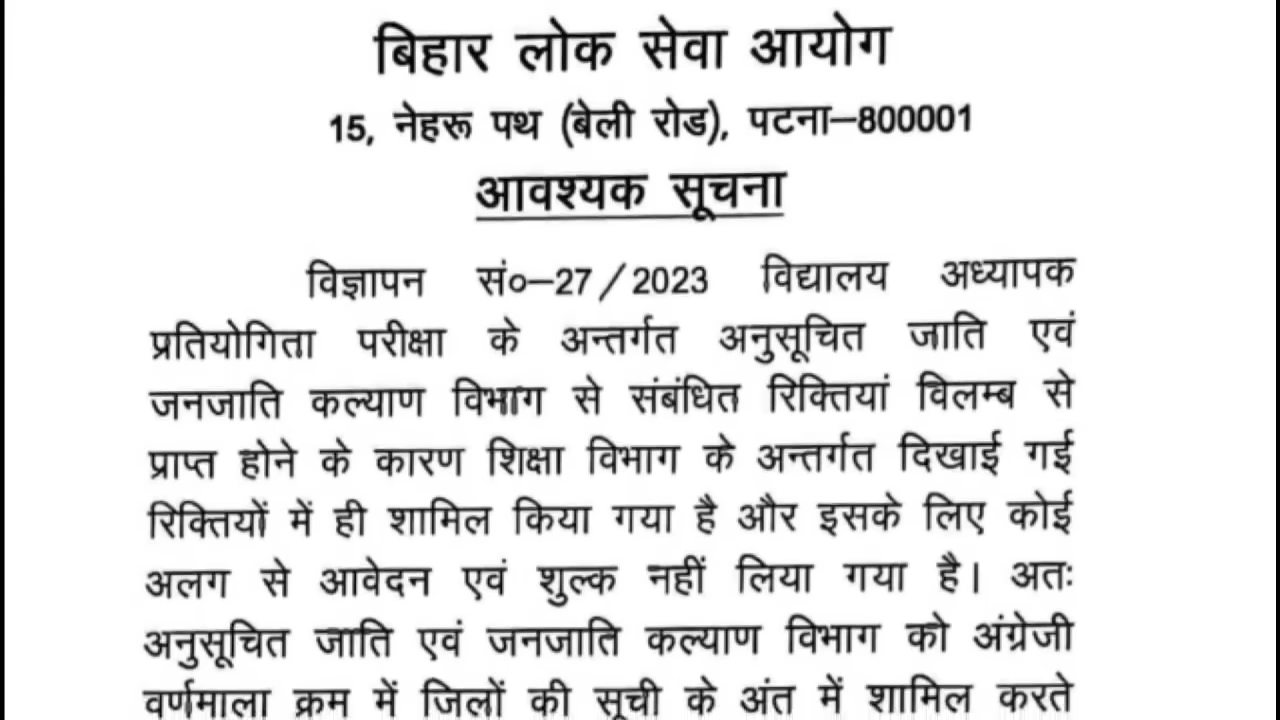 बिहार लोक सेवा आयोग
15, नेहरू पथ (बेली रोड), पटना–800001
आवश्यक सूचना
विज्ञापन सं०–27/2023 विद्यालय अध्यापक
प्रतियोगिता परीक्षा के अन्तर्गत अनुसूचित जाति एवं
जनजाति कल्याण विभाग से संबंधित रिक्तियां विलम्ब से
प्राप्त होने के कारण शिक्षा विभाग के अन्तर्गत दिखाई गई
रिक्तियों में ही शामिल किया गया है और इसके लिए कोई
अलग से आवेदन एवं शुल्क नहीं लिया गया है। अतः
अनुसूचित जाति एवं जनजाति कल्याण विभाग को अंग्रेजी
वर्णमाला क्रम में जिलों की सूची के अंत में शामिल करते